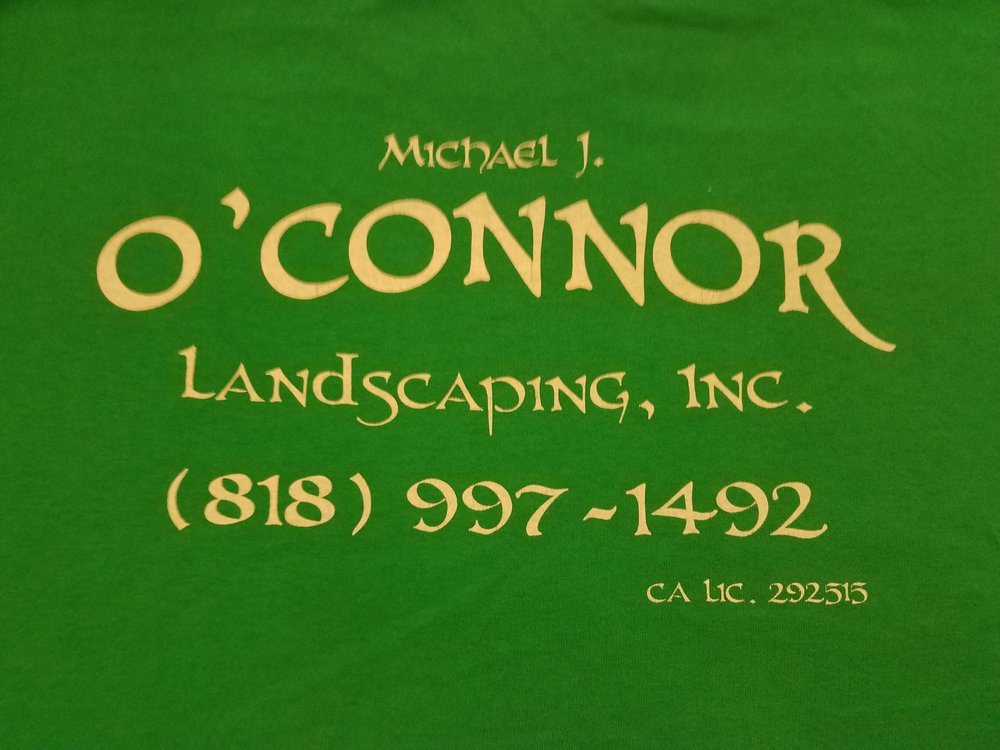 Michael J.
O'CONNOR
Landscaping, Inc.
(818) 997-1492
CA Lic. 292515